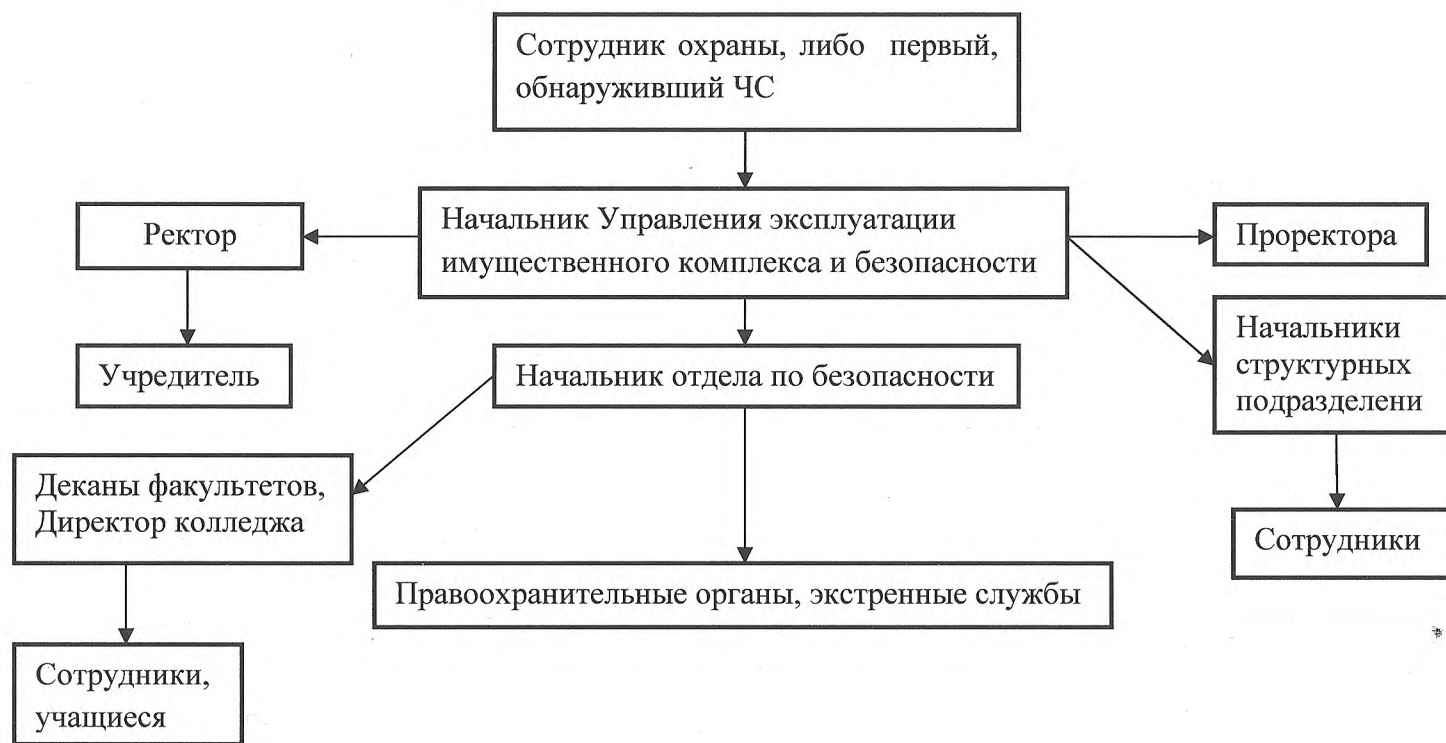 Сотрудник охраны, либо первый,
обнаруживший ЧС
Ректор
Начальник Управления эксплуатации
имущественного комплекса и безопасности
Проректора
Учредитель
Начальник отдела по безопасности
Начальники
структурных
подразделени
Деканы факультетов,
Директор колледжа
Сотрудники
Правоохранительные органы, экстренные службы
Сотрудники,
учащиеся